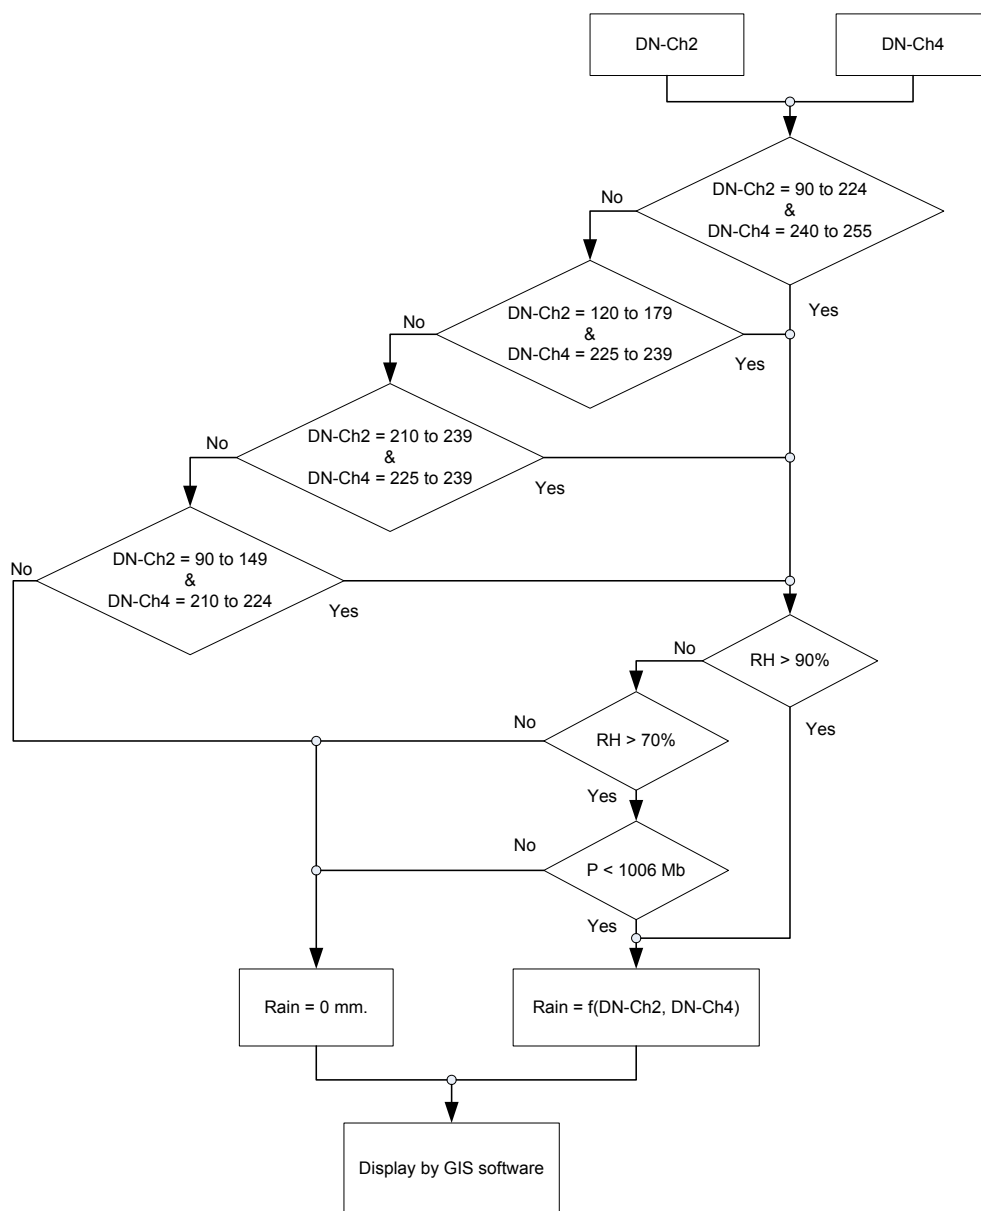 DN-Ch2
DN-Ch4
DN-Ch2 = 90 to 224
&
DN-Ch4 = 240 to 255
No
Yes
DN-Ch2 = 120 to 179
&
DN-Ch4 = 225 to 239
No
Yes
DN-Ch2 = 210 to 239
&
DN-Ch4 = 225 to 239
No
Yes
DN-Ch2 = 90 to 149
&
DN-Ch4 = 210 to 224
No
Yes
RH > 90%
No
Yes
RH > 70%
No
Yes
P < 1006 Mb
No
Yes
Rain = 0 mm.
Rain = f(DN-Ch2, DN-Ch4)
Display by GIS software